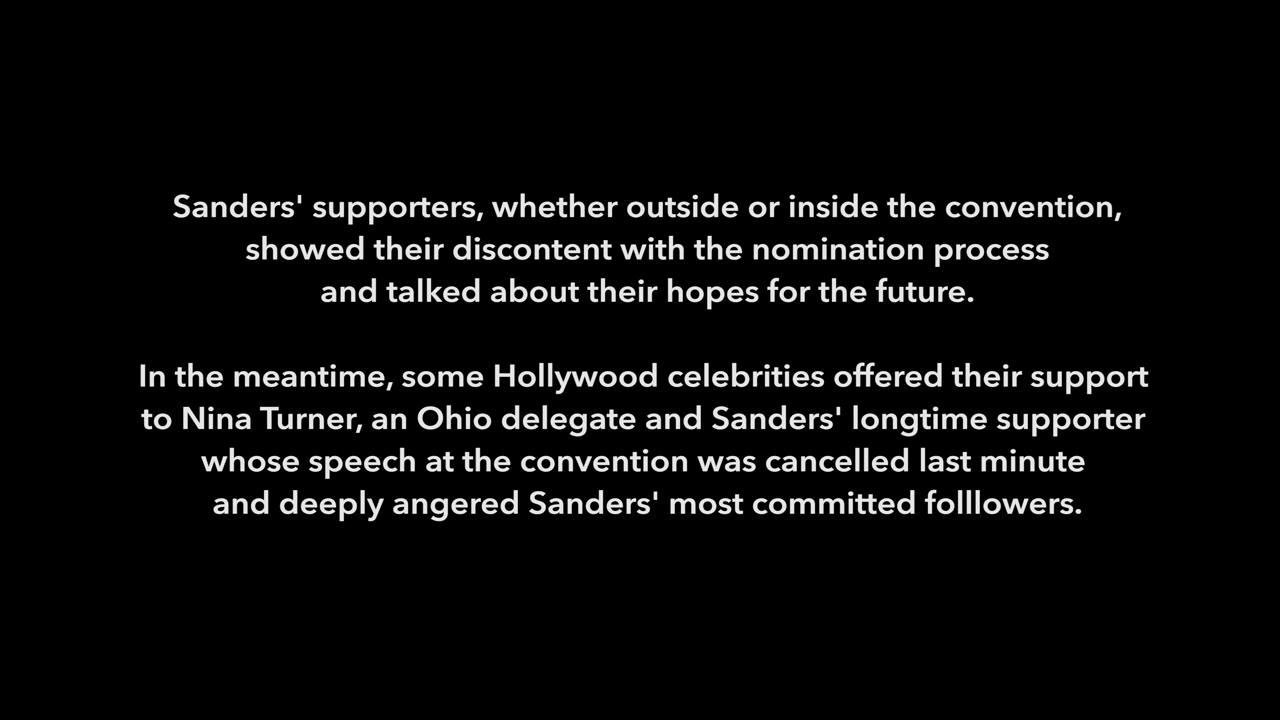 Sanders' supporters, whether outside or inside the convention,
showed their discontent with the nomination process
and talked about their hopes for the future.
In the meantime, some Hollywood celebrities offered their support
to Nina Turner, an Ohio delegate and Sanders' longtime supporter
whose speech at the convention was cancelled last minute
and deeply angered Sanders' most committed folllowers.